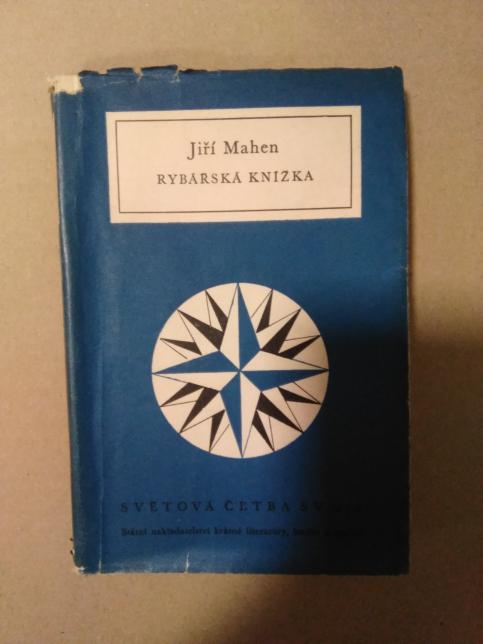 Jiří Mahen
RYBÁŘSKÁ KNÍŽKA
SVĚTOVÁ ČETBA
Státní nakladatelství krásné literatury,